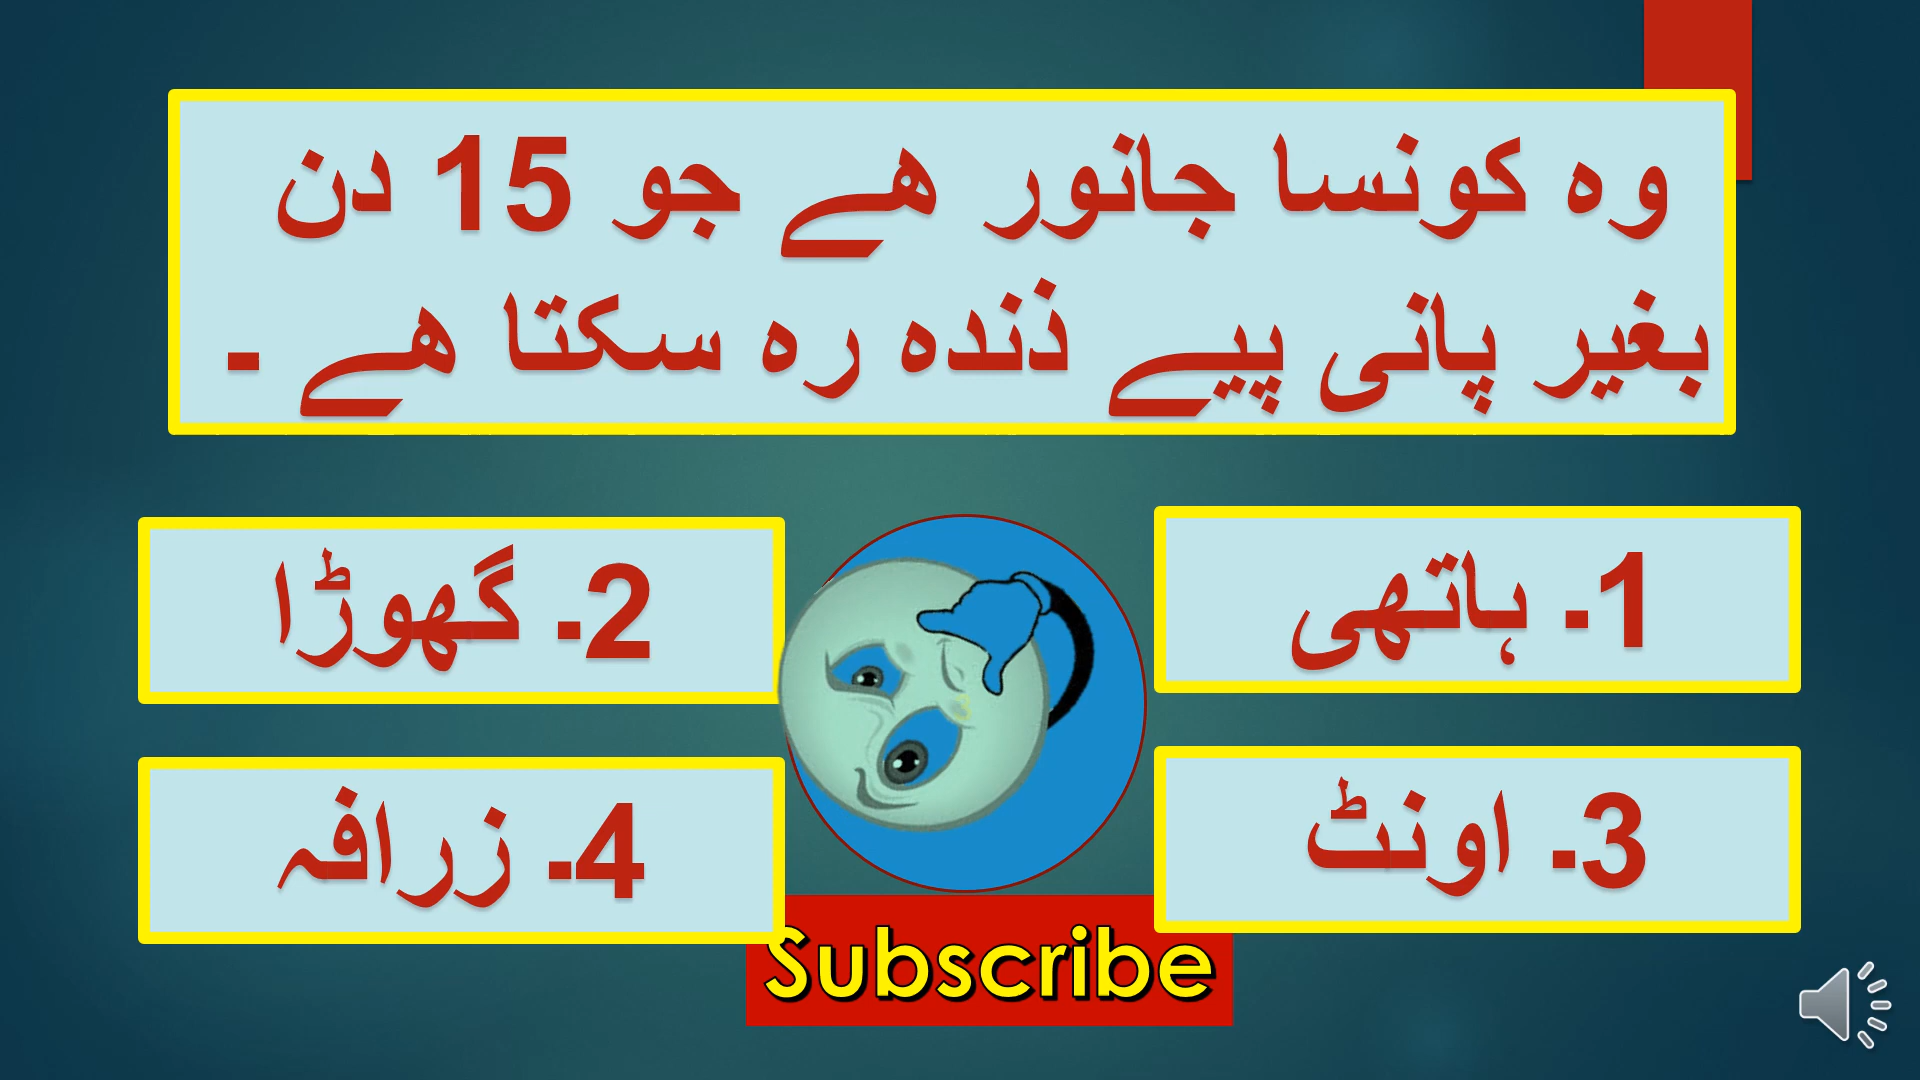 وہ کونسا جانور ھے جو 15 دن
بغیر پانی پیے ذندہ رہ سکتا ھے ۔
1۔ ہاتھی
2۔ گھوڑا
3۔ اونٹ
4۔ زرافہ
Subscribe